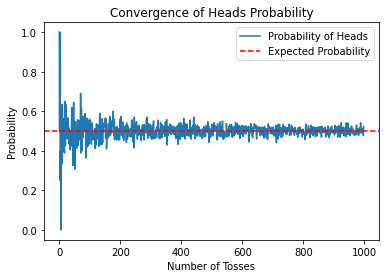 Convergence of Heads Probability
Probability of Heads
Expected Probability
1.0
0.8
0.6
0.4
0.2
0.0
Probability
0 200 400 600 800 1000
Number of Tosses